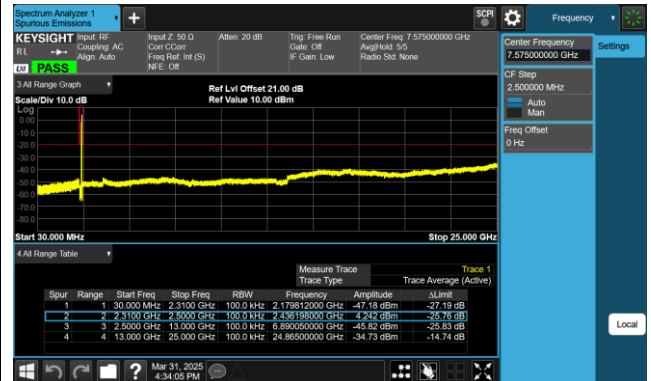 Spectrum Analyzer 1
Spurious Emissions
SCPI
Frequency
KEYSIGHT Input: RF Input Z: 50 Ω Atten: 20 dB Trig: Free Run Center Freq: 7.575000000 GHz
RL Coupling: AC Corr CCorr Gate: Off Avg|Hold: 5/5
Align: Auto Freq Ref: Int (S) IF Gain: Low Radio Std: None
NFE: Off
LXI PASS
Center Frequency
7.575000000 GHz
Settings
CF Step
2.500000 MHz
Auto
Man
Freq Offset
0 Hz
Local
3 All Range Graph
Ref Lvl Offset 21.00 dB
Scale/Div 10.0 dB Ref Value 10.00 dBm
Log
0.00
-10.0
-20.0
-30.0
-40.0
-50.0
-60.0
-70.0
-80.0
Start 30.000 MHz Stop 25.000 GHz
4 All Range Table
Measure Trace Trace 1
Trace Type Trace Average (Active)
Spur Range Start Freq Stop Freq RBW Frequency Amplitude ΔLimit
1 1 30.000 MHz 2.3100 GHz 100.0 kHz 2.179812000 GHz -47.18 dBm -27.19 dB
2 2 2.3100 GHz 2.5000 GHz 100.0 kHz 2.436198000 GHz 4.242 dBm -25.76 dB
3 3 2.5000 GHz 13.000 GHz 100.0 kHz 6.890050000 GHz -45.82 dBm -25.83 dB
4 4 13.000 GHz 25.000 GHz 100.0 kHz 24.86500000 GHz -34.73 dBm -14.74 dB
Mar 31, 2025
4:34:05 PM